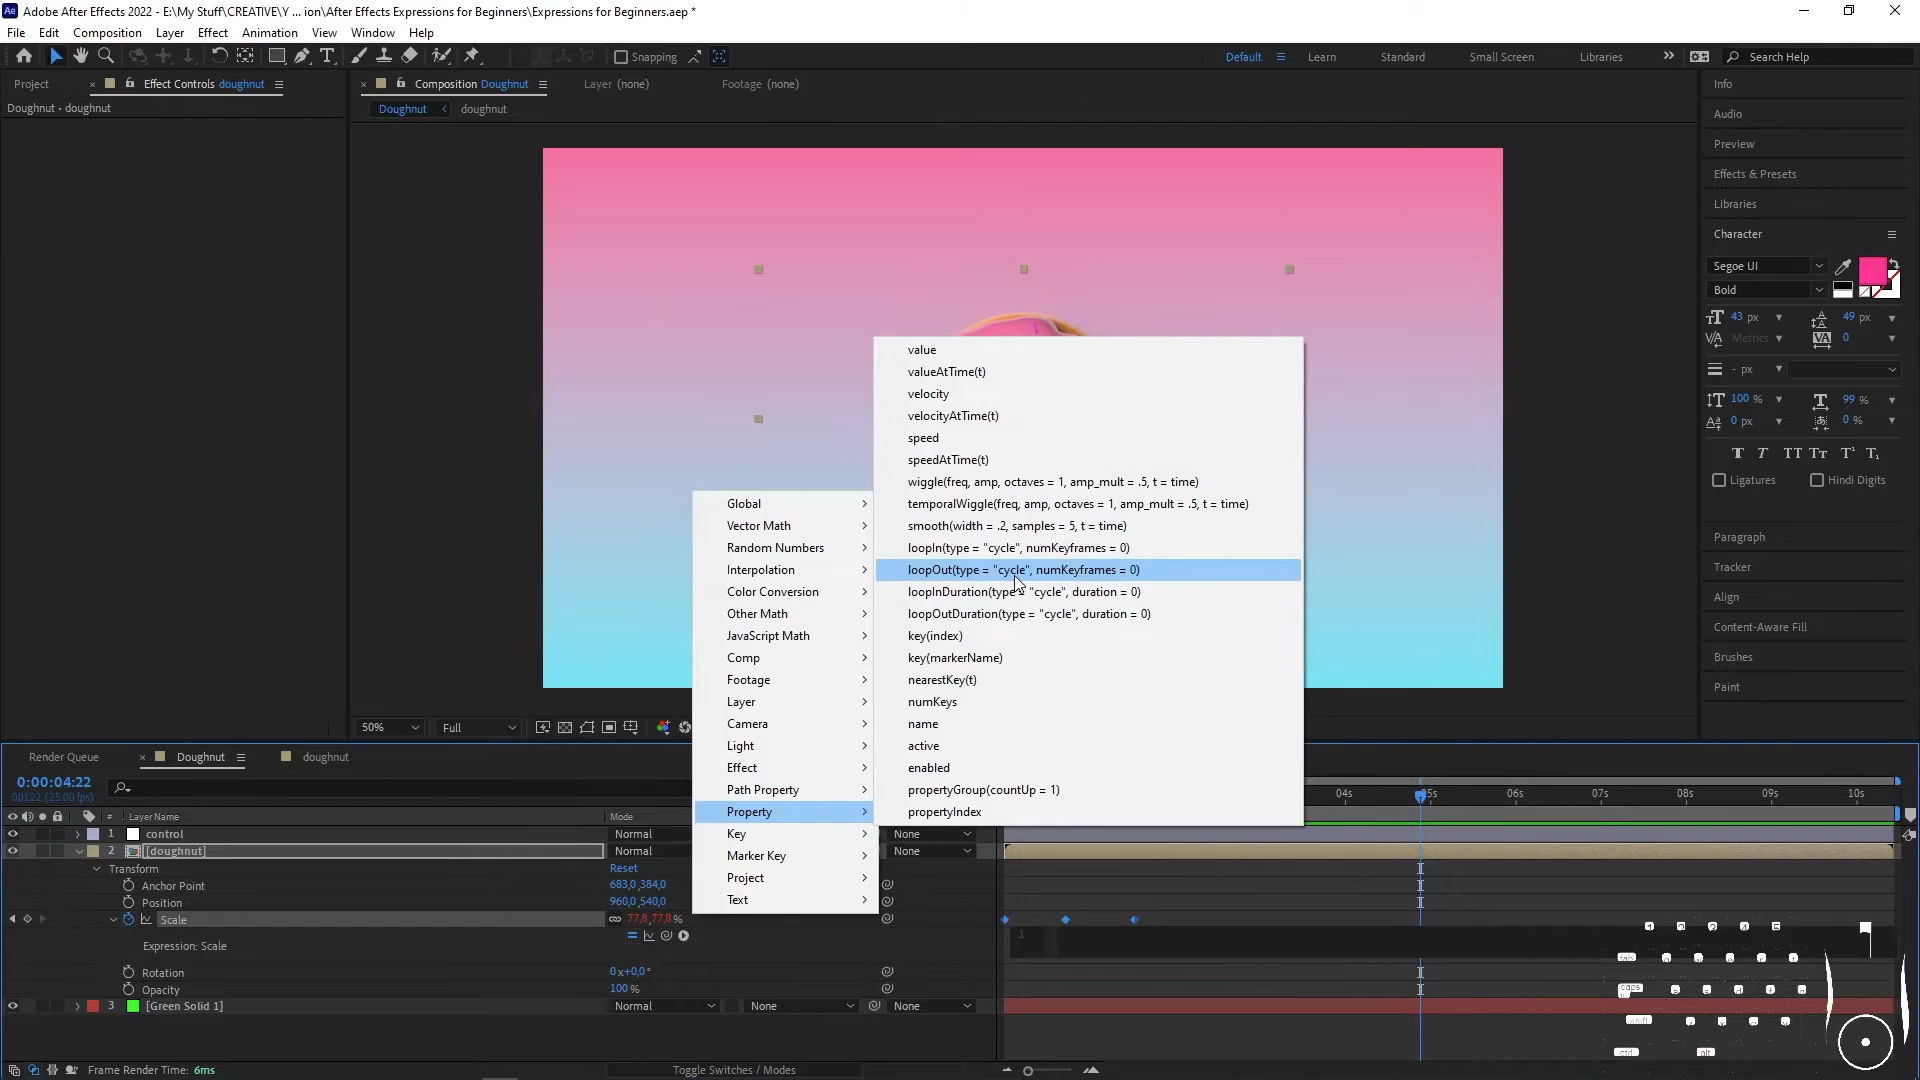 Adobe After Effects 2022 - E:\My Stuff\CREATIVE\Y ... ion\After Effects Expressions for Beginners\Expressions for Beginners.aep *
File Edit Composition Layer Effect Animation View Window Help
Snapping Default Learn Standard Small Screen Libraries Search Help
Project Effect Controls doughnut Composition Doughnut Layer (none) Footage (none)
Doughnut • doughnut
Doughnut doughnut
Info
Audio
Preview
Effects & Presets
Libraries
Character
Segoe UI
Bold
43 px 49 px
Metrics 0
- px
100 % 99 %
0 px 0 %
Ligatures Hindi Digits
Paragraph
Tracker
Align
Content-Aware Fill
Brushes
Paint
value
valueAtTime(t)
velocity
velocityAtTime(t)
speed
speedAtTime(t)
wiggle(freq, amp, octaves = 1, amp_mult = .5, t = time)
temporalWiggle(freq, amp, octaves = 1, amp_mult = .5, t = time)
smooth(width = .2, samples = 5, t = time)
loopIn(type = "cycle", numKeyframes = 0)
loopOut(type = "cycle", numKeyframes = 0)
loopInDuration(type = "cycle", duration = 0)
loopOutDuration(type = "cycle", duration = 0)
key(index)
key(markerName)
nearestKey(t)
numKeys
name
active
enabled
propertyGroup(countUp = 1)
propertyIndex
Global
Vector Math
Random Numbers
Interpolation
Color Conversion
Other Math
JavaScript Math
Comp
Footage
Layer
Camera
Light
Effect
Path Property
Property
Key
Marker Key
Project
Text
50% Full
Render Queue Doughnut doughnut
0:00:04:22
00122 (25.00 fps)
04s 05s 06s 07s 08s 09s 10s
# Layer Name Mode
1 control Normal None
2 [doughnut] Normal None
Transform Reset
Anchor Point 683,0,384,0
Position 960,0,540,0
Scale 77,8,77,8 %
Expression: Scale 1
Rotation 0x+0,0°
Opacity 100 %
3 [Green Solid 1] Normal None None
Frame Render Time: 6ms Toggle Switches / Modes
1 2 3 4 5
tab
caps
shift
ctrl alt